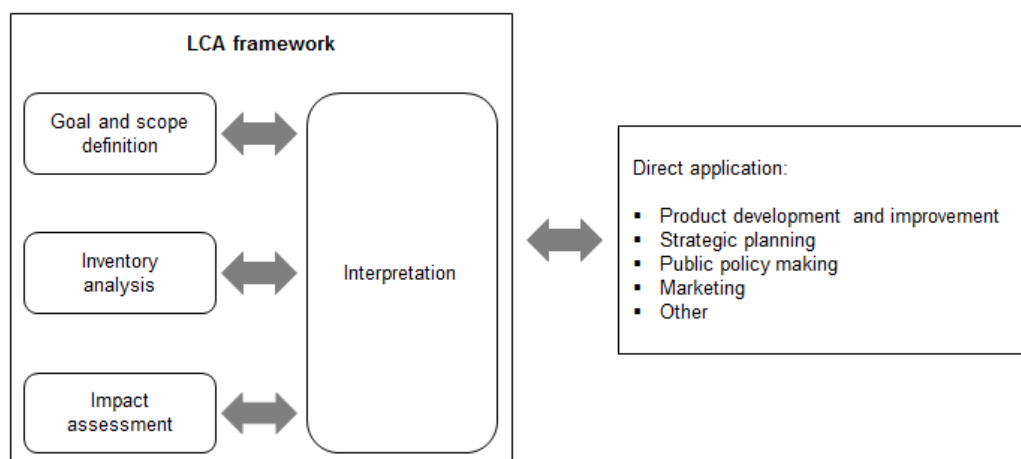 LCA framework
Goal and scope
definition
Inventory
analysis
Impact
assessment
Interpretation
Direct application:
▪ Product development and improvement
▪ Strategic planning
▪ Public policy making
▪ Marketing
▪ Other